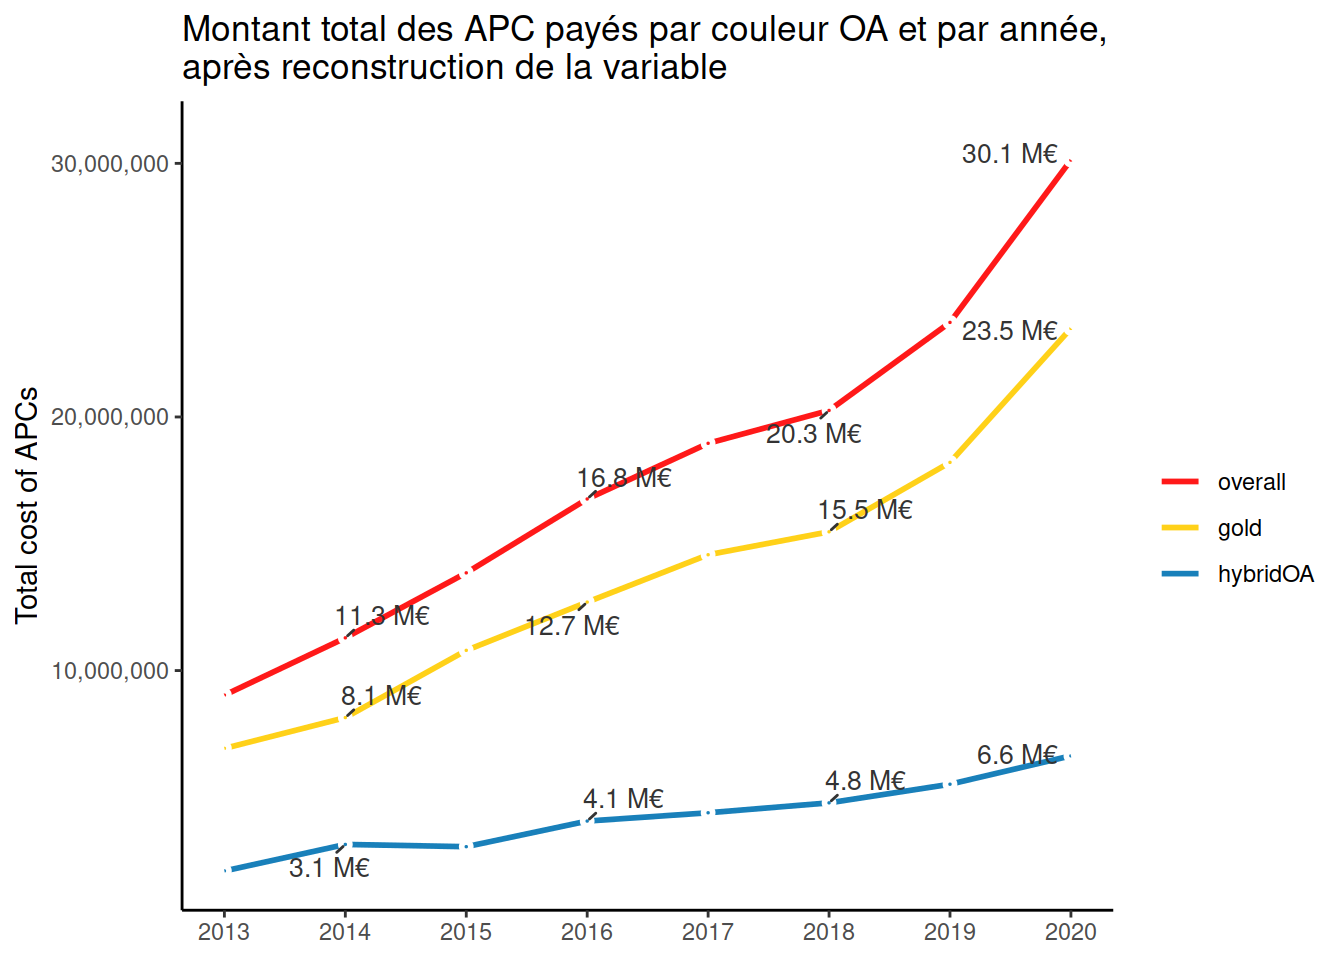 Montant total des APC payés par couleur OA et par année,
après reconstruction de la variable
Total cost of APCs
30,000,000
20,000,000
10,000,000
30.1 M€
23.5 M€
20.3 M€
16.8 M€
15.5 M€
11.3 M€
12.7 M€
8.1 M€
6.6 M€
4.8 M€
4.1 M€
3.1 M€
2013 2014 2015 2016 2017 2018 2019 2020
overall
gold
hybridOA